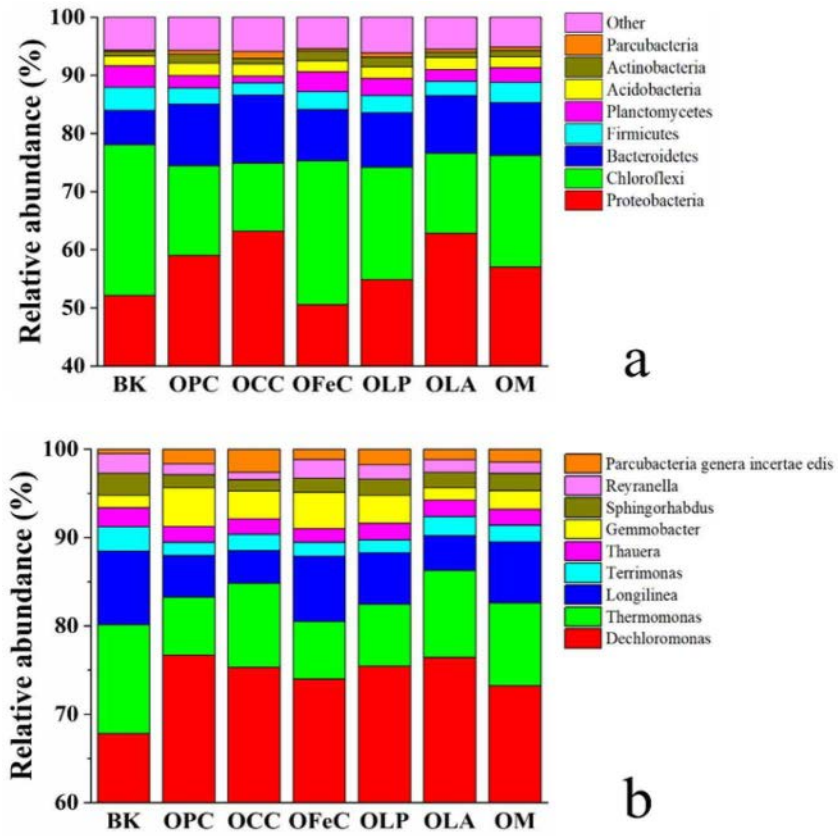 Relative abundance (%)
100
90
80
70
60
50
40
BK OPC OCC OFeC OLP OLA OM
Other
Parcubacteria
Actinobacteria
Acidobacteria
Planctomycetes
Firmicutes
Bacteroidetes
Chloroflexi
Proteobacteria
a
Relative abundance (%)
100
90
80
70
60
BK OPC OCC OFeC OLP OLA OM
Parcubacteria genera incertae edis
Reyranella
Sphingorhabdus
Gemmobacter
Thauera
Terrimonas
Longilinea
Thermomonas
Dechloromonas
b